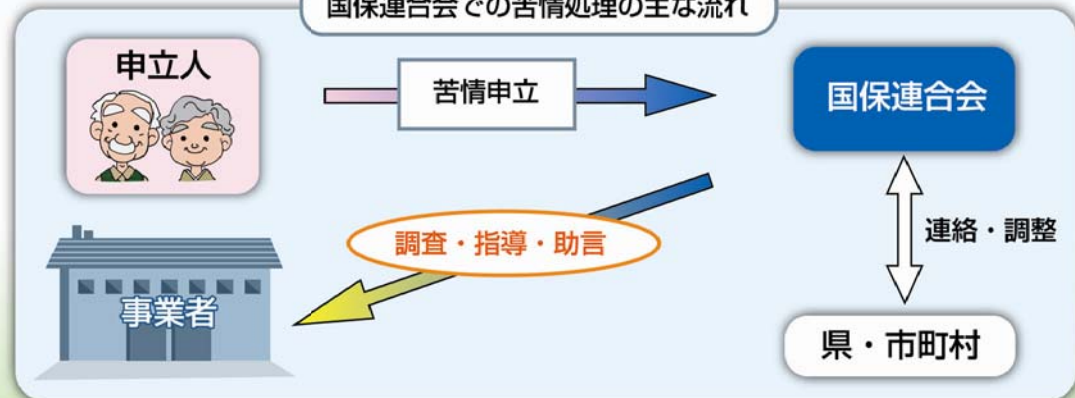 国保連合会での苦情処理の主な流れ
申立人
苦情申立
国保連合会
調査・指導・助言
連絡・調整
事業者
県・市町村